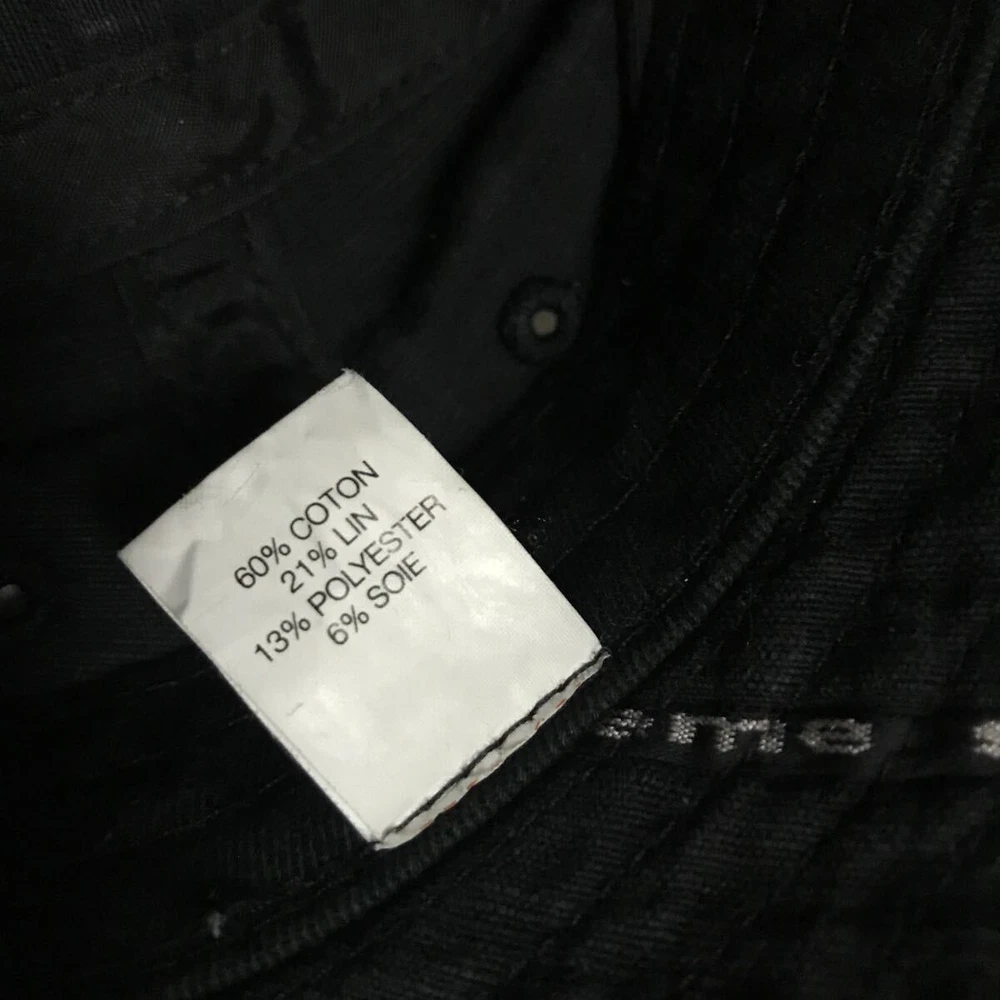 60% COTON
21% LIN
13% POLYESTER
6% SOIE